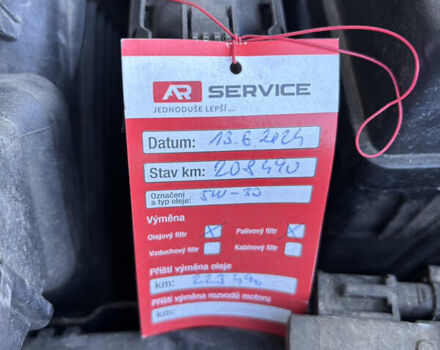 AR SERVICE
JEDNODUŠE LEPŠÍ...
Datum: 13.6.2024
Stav km: 208490
Označení
a typ oleje: 5W-30
Výměna
Olejový filtr Palivový filtr
Vzduchový filtr Kabinový filtr
Příští výměna oleje
km: 223490
Příští výměna rozvodů motoru
km: